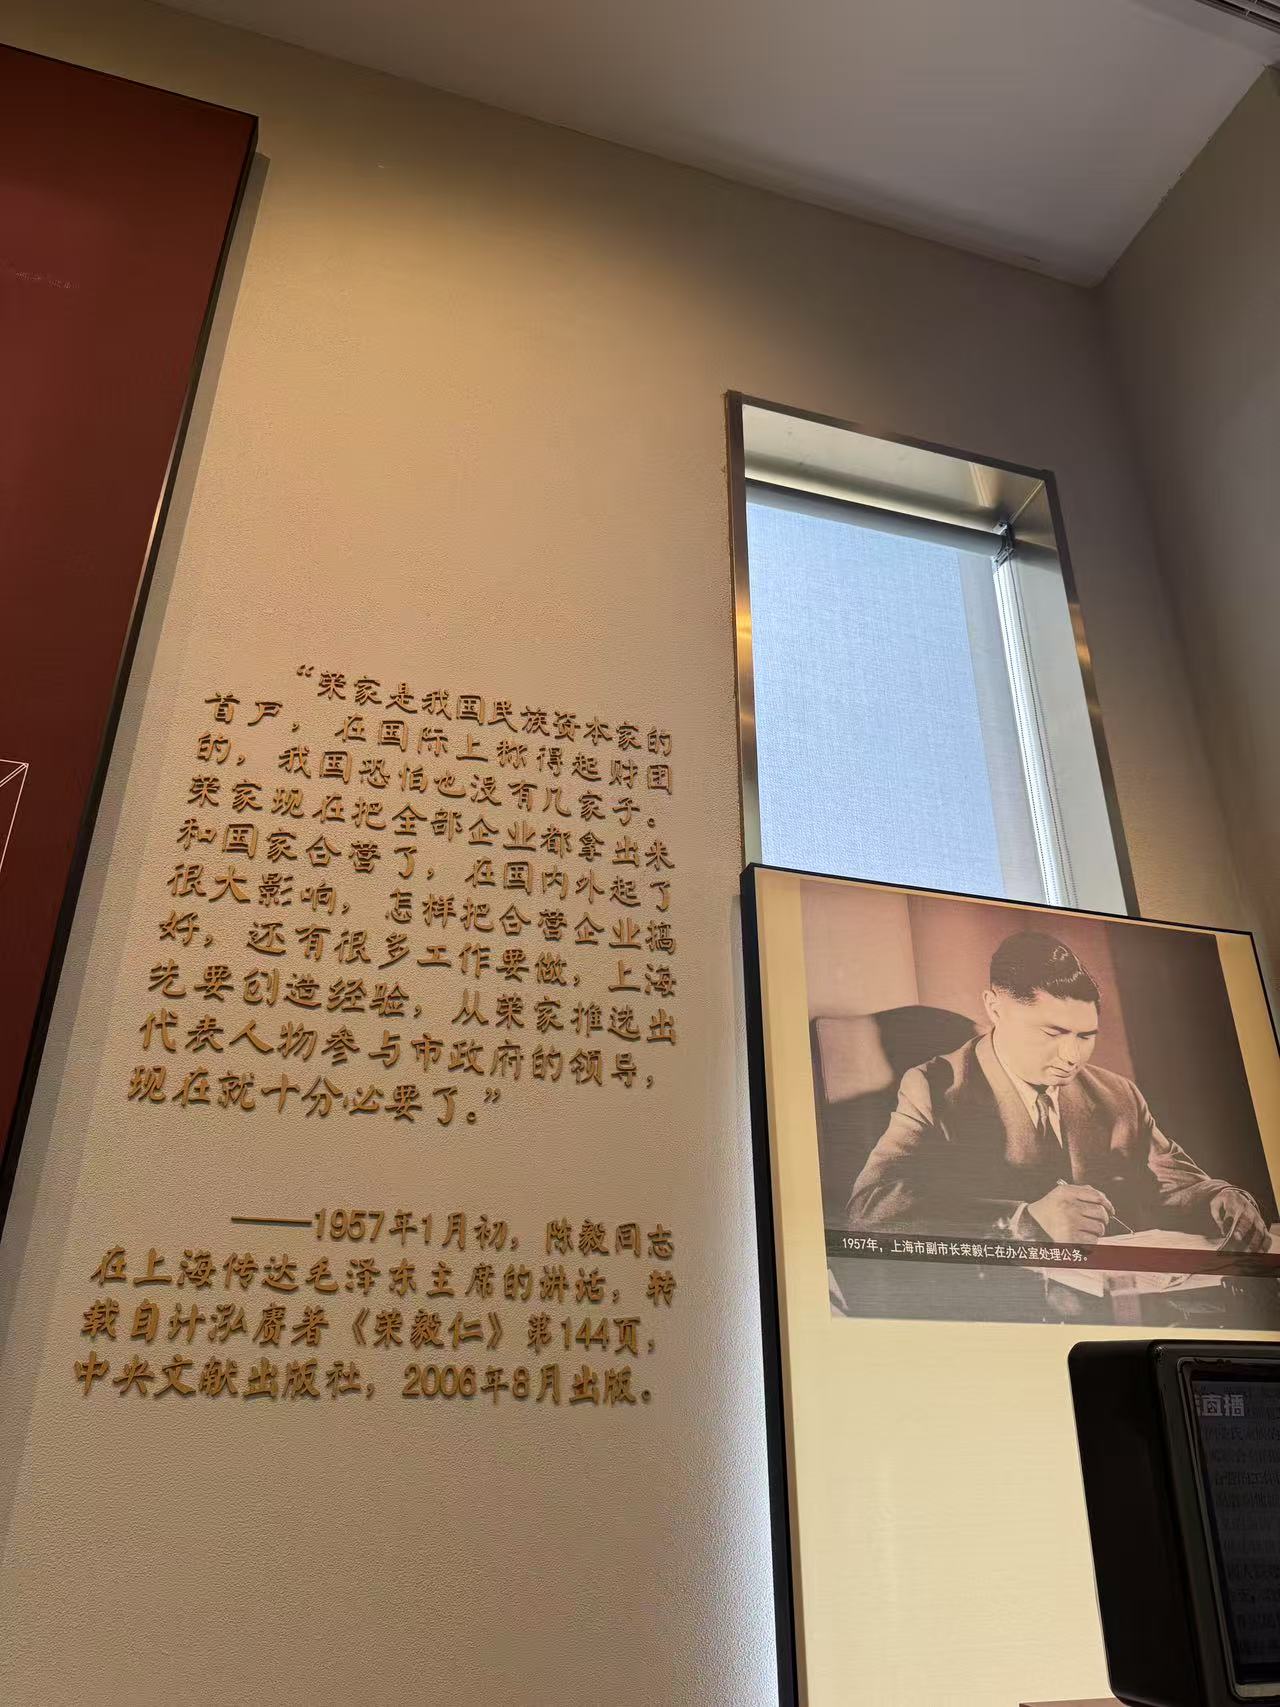 “荣家是我国民族资本家的
首户，在国际上称得起财团
的，我国恐怕也没有几家子。
荣家现在把全部企业都拿出来
和国家合营了，在国内外起了
很大影响，怎样把合营企业搞
好，还有很多工作要做，上海
先要创造经验，从荣家推选出
代表人物参与市政府的领导，
现在就十分必要了。”
——1957年1月初，陈毅同志
在上海传达毛泽东主席的讲话，转
载自计泓赓著《荣毅仁》第144页，
中央文献出版社，2006年8月出版。
1957年，上海市副市长荣毅仁在办公室处理公务。
直播